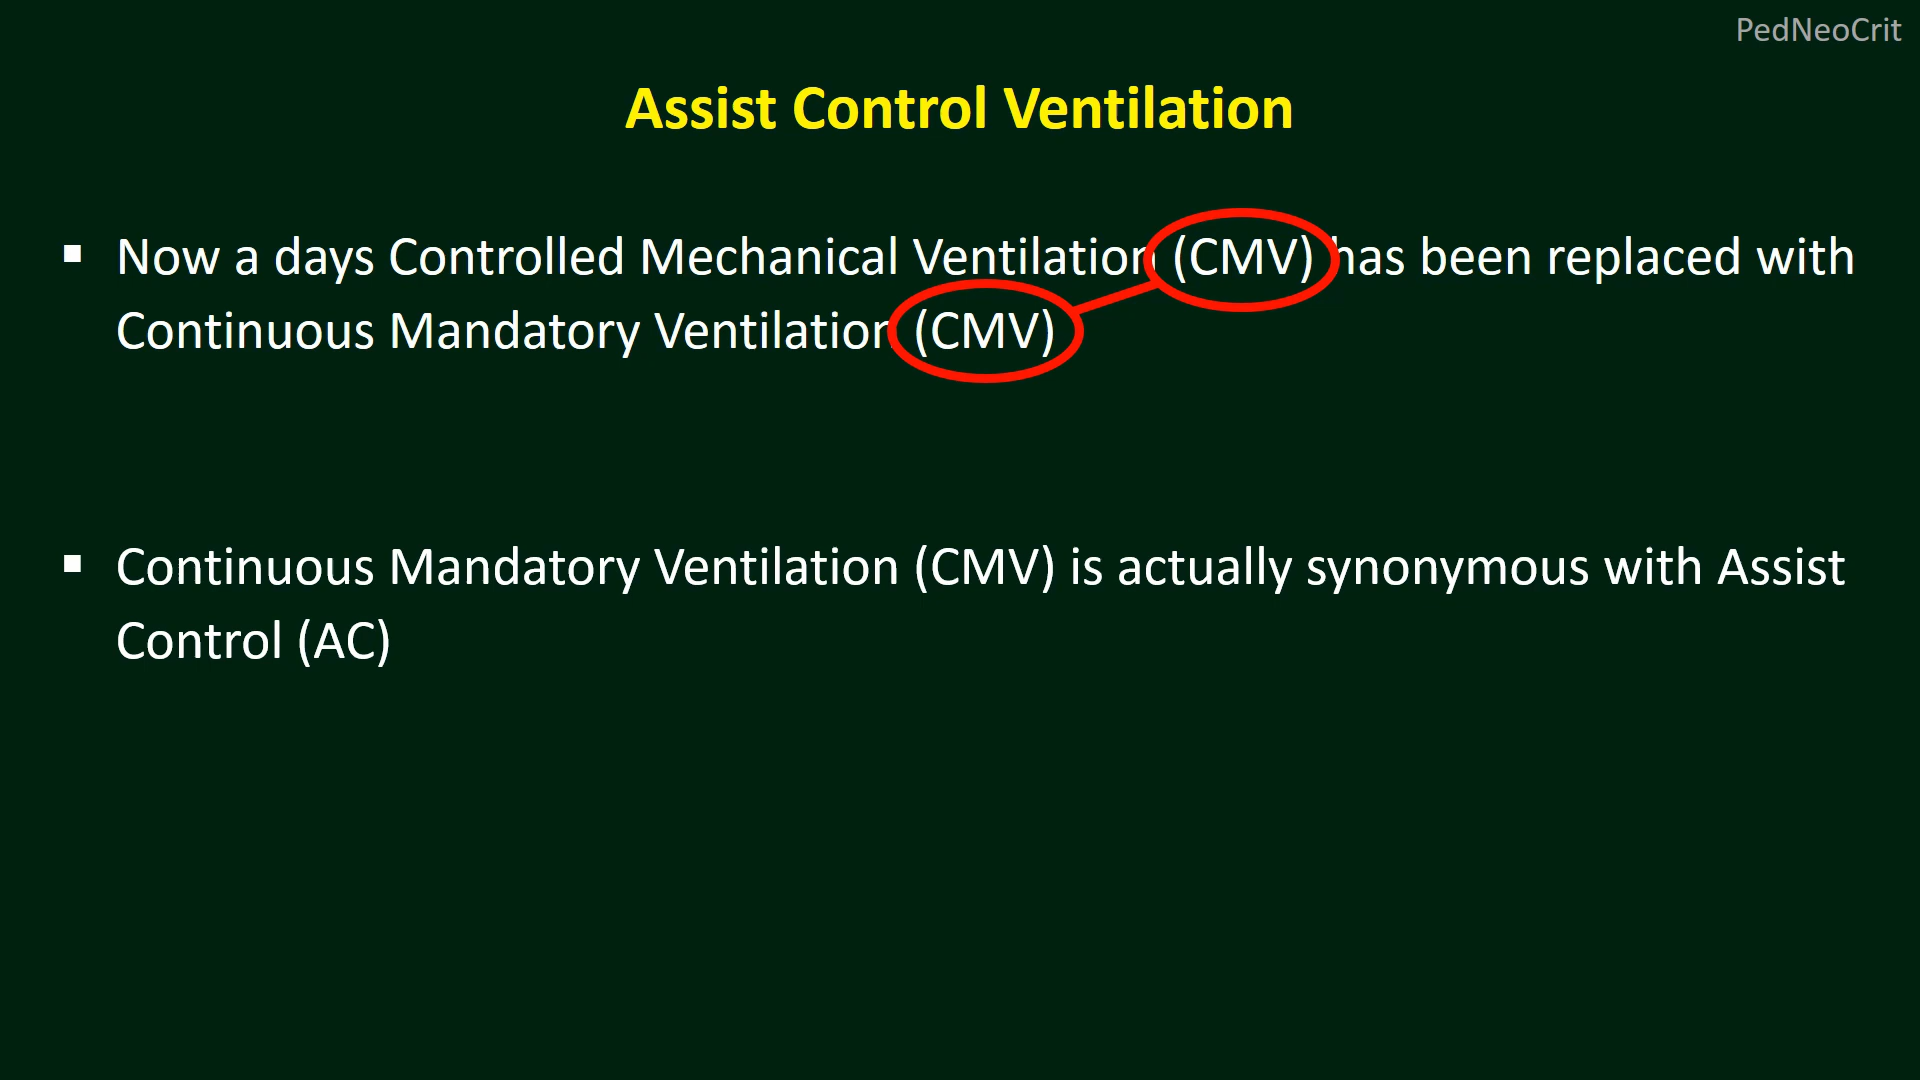 PedNeoCrit
Assist Control Ventilation
▪ Now a days Controlled Mechanical Ventilation (CMV) has been replaced with
Continuous Mandatory Ventilation (CMV)
▪ Continuous Mandatory Ventilation (CMV) is actually synonymous with Assist
Control (AC)